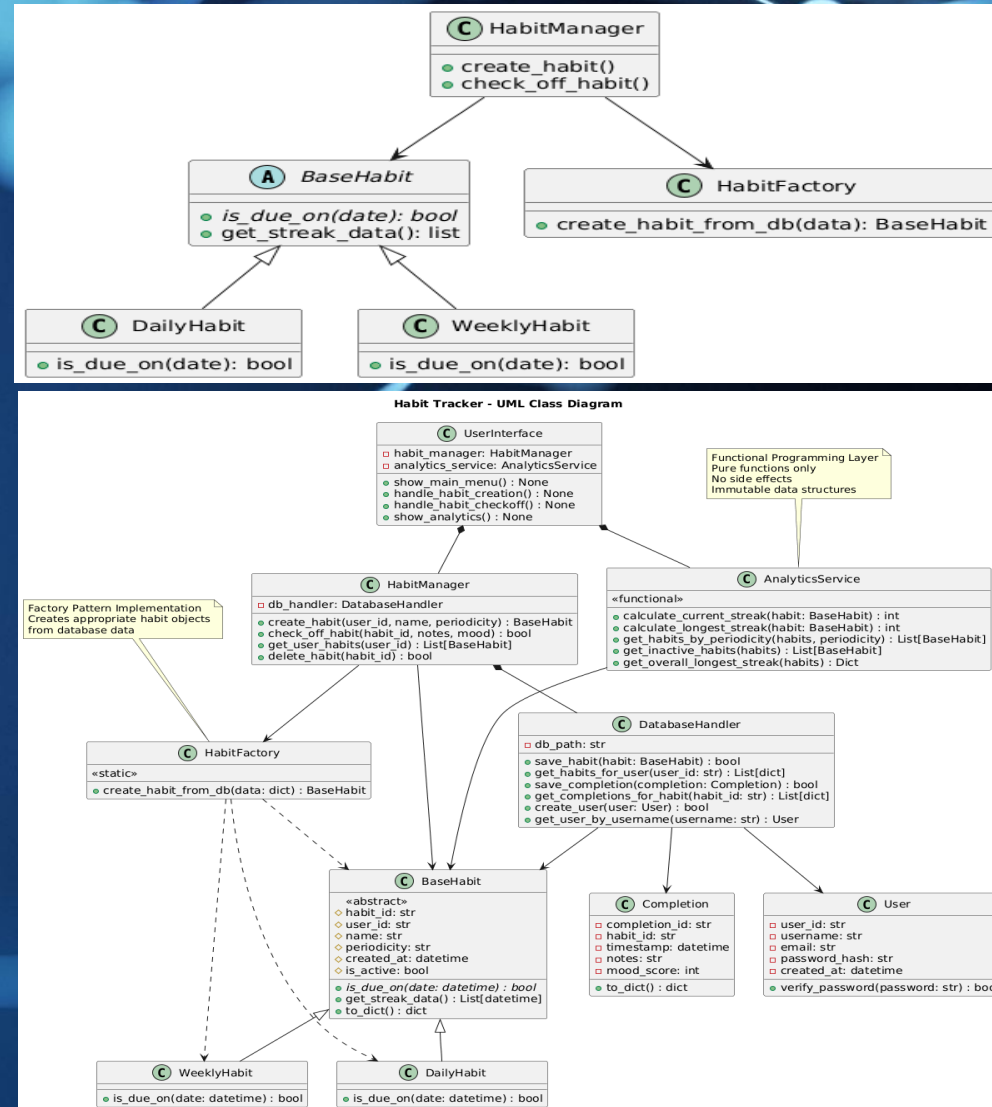 C HabitManager
create_habit()
check_off_habit()
A BaseHabit
is_due_on(date): bool
get_streak_data(): list
C HabitFactory
create_habit_from_db(data): BaseHabit
C DailyHabit
is_due_on(date): bool
C WeeklyHabit
is_due_on(date): bool
Habit Tracker - UML Class Diagram
C UserInterface
habit_manager: HabitManager
analytics_service: AnalyticsService
show_main_menu() : None
handle_habit_creation() : None
handle_habit_checkoff() : None
show_analytics() : None
Functional Programming Layer
Pure functions only
No side effects
Immutable data structures
C HabitManager
db_handler: DatabaseHandler
create_habit(user_id, name, periodicity) : BaseHabit
check_off_habit(habit_id, notes, mood) : bool
get_user_habits(user_id) : List[BaseHabit]
delete_habit(habit_id) : bool
C AnalyticsService
«functional»
calculate_current_streak(habit: BaseHabit) : int
calculate_longest_streak(habit: BaseHabit) : int
get_habits_by_periodicity(habits, periodicity) : List[BaseHabit]
get_inactive_habits(habits) : List[BaseHabit]
get_overall_longest_streak(habits) : Dict
Factory Pattern Implementation
Creates appropriate habit objects
from database data
C HabitFactory
«static»
create_habit_from_db(data: dict) : BaseHabit
C DatabaseHandler
db_path: str
save_habit(habit: BaseHabit) : bool
get_habits_for_user(user_id: str) : List[dict]
save_completion(completion: Completion) : bool
get_completions_for_habit(habit_id: str) : List[dict]
create_user(user: User) : bool
get_user_by_username(username: str) : User
C BaseHabit
«abstract»
habit_id: str
user_id: str
name: str
periodicity: str
created_at: datetime
is_active: bool
is_due_on(date: datetime) : bool
get_streak_data() : List[datetime]
to_dict() : dict
C Completion
completion_id: str
habit_id: str
timestamp: datetime
notes: str
mood_score: int
to_dict() : dict
C User
user_id: str
username: str
email: str
password_hash: str
created_at: datetime
verify_password(password: str) : boo
C WeeklyHabit
is_due_on(date: datetime) : bool
C DailyHabit
is_due_on(date: datetime) : bool